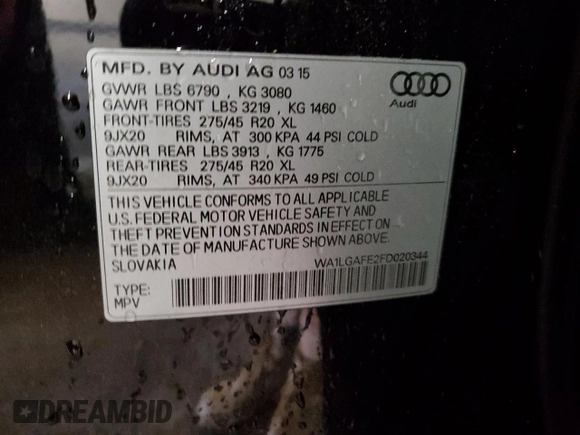 MFD. BY AUDI AG 03 15
GVWR LBS 6790 , KG 3080
GAWR FRONT LBS 3219 , KG 1460
FRONT-TIRES 275/45 R20 XL
9JX20 RIMS, AT 300 KPA 44 PSI COLD
GAWR REAR LBS 3913 , KG 1775
REAR-TIRES 275/45 R20 XL
9JX20 RIMS, AT 340 KPA 49 PSI COLD
Audi
THIS VEHICLE CONFORMS TO ALL APPLICABLE
U.S. FEDERAL MOTOR VEHICLE SAFETY AND
THEFT PREVENTION STANDARDS IN EFFECT ON
THE DATE OF MANUFACTURE SHOWN ABOVE.
SLOVAKIA WA1LGAFE2FD020344
TYPE:
MPV
DREAMBID